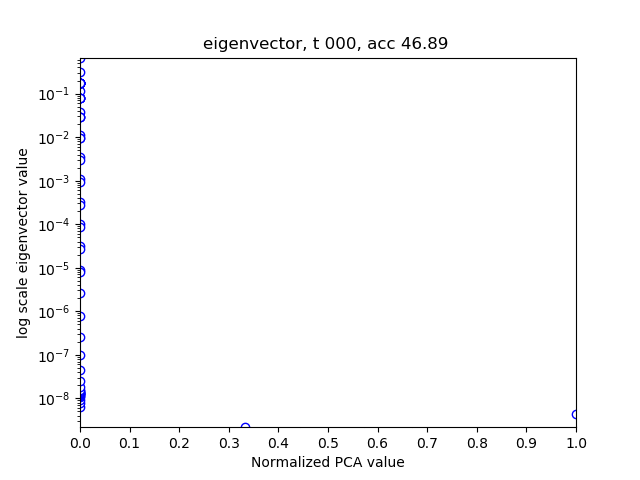 eigenvector, t 000, acc 46.89
log scale eigenvector value
10⁻¹
10⁻²
10⁻³
10⁻⁴
10⁻⁵
10⁻⁶
10⁻⁷
10⁻⁸
0.0 0.1 0.2 0.3 0.4 0.5 0.6 0.7 0.8 0.9 1.0
Normalized PCA value